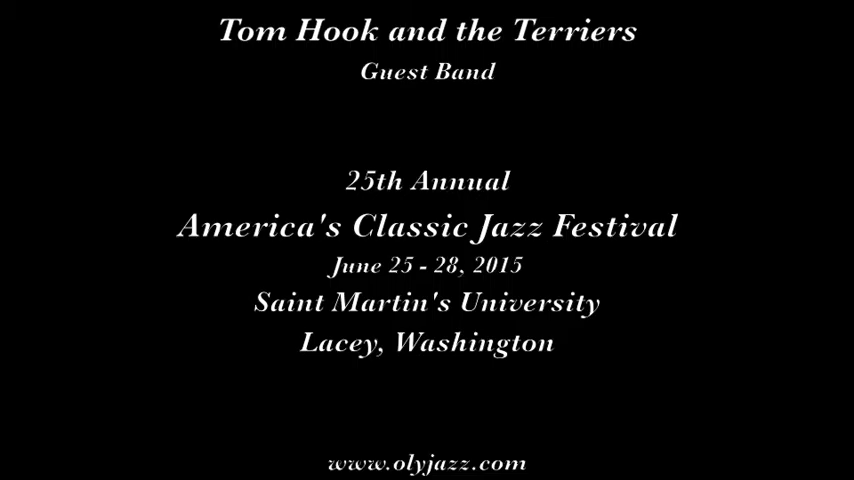 Tom Hook and the Terriers
Guest Band
25th Annual
America's Classic Jazz Festival
June 25 - 28, 2015
Saint Martin's University
Lacey, Washington
www.olyjazz.com